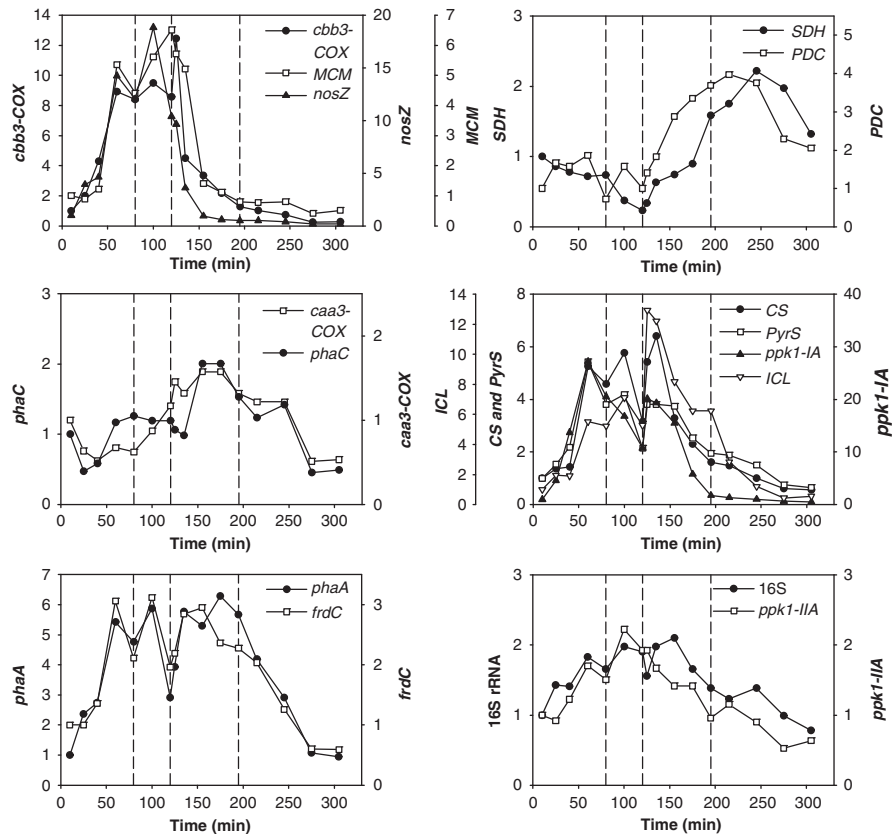 14
12
10
8
6
4
2
0
cbb3-COX
20
15
10
5
0
nosZ
7
6
5
4
3
2
1
0
MCM
cbb3-
COX
MCM
nosZ
0 50 100 150 200 250 300
Time (min)
3
2
1
0
SDH
5
4
3
2
1
0
PDC
SDH
PDC
0 50 100 150 200 250 300
Time (min)
3
2
1
0
phaC
2
1
0
caa3-COX
caa3-
COX
phaC
0 50 100 150 200 250 300
Time (min)
14
12
10
8
6
4
2
0
ICL
8
6
4
2
0
CS and PyrS
40
30
20
10
0
ppk1-IA
CS
PyrS
ppk1-IA
ICL
0 50 100 150 200 250 300
Time (min)
7
6
5
4
3
2
1
0
phaA
3
2
1
0
frdC
phaA
frdC
0 50 100 150 200 250 300
Time (min)
3
2
1
0
16S rRNA
3
2
1
0
ppk1-IIA
16S
ppk1-IIA
0 50 100 150 200 250 300
Time (min)